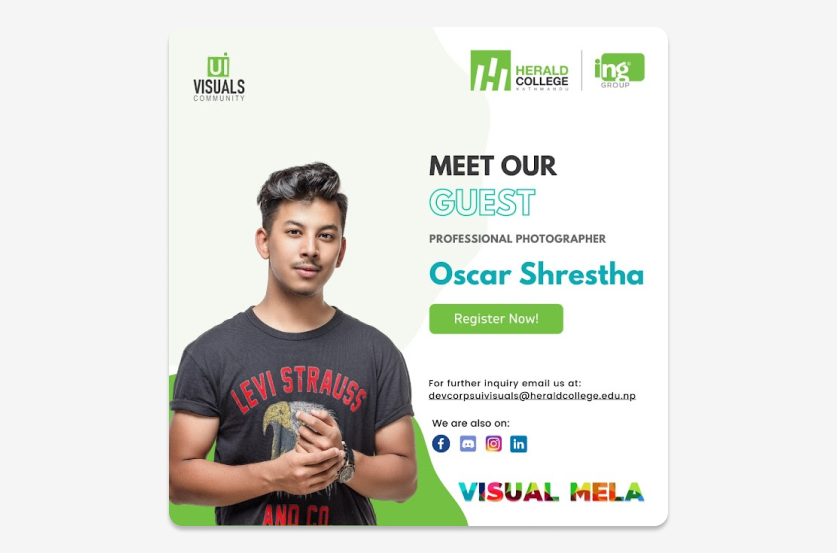 ui
VISUALS
COMMUNITY
HERALD
COLLEGE
KATHMANDU
ing
GROUP
MEET OUR
GUEST
PROFESSIONAL PHOTOGRAPHER
Oscar Shrestha
Register Now!
For further inquiry email us at:
devcorpsuivisuals@heraldcollege.edu.np
We are also on:
f
in
VISUAL MELA
LEVI STRAUSS
AND CO